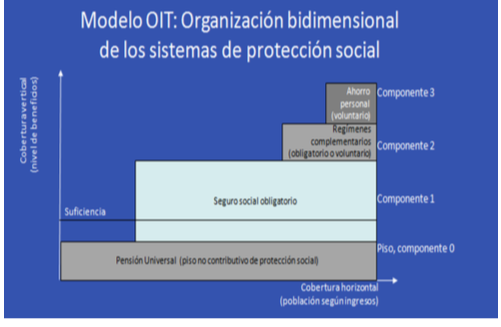 Modelo OIT: Organización bidimensional
de los sistemas de protección social
Cobertura vertical
(nivel de beneficios)
Ahorro
personal
(voluntario)
Componente 3
Regímenes
complementarios
(obligatorio o voluntario)
Componente 2
Seguro social obligatorio
Componente 1
Suficiencia
Pensión Universal (piso no contributivo de protección social)
Piso, componente 0
Cobertura horizontal
(población según ingresos)